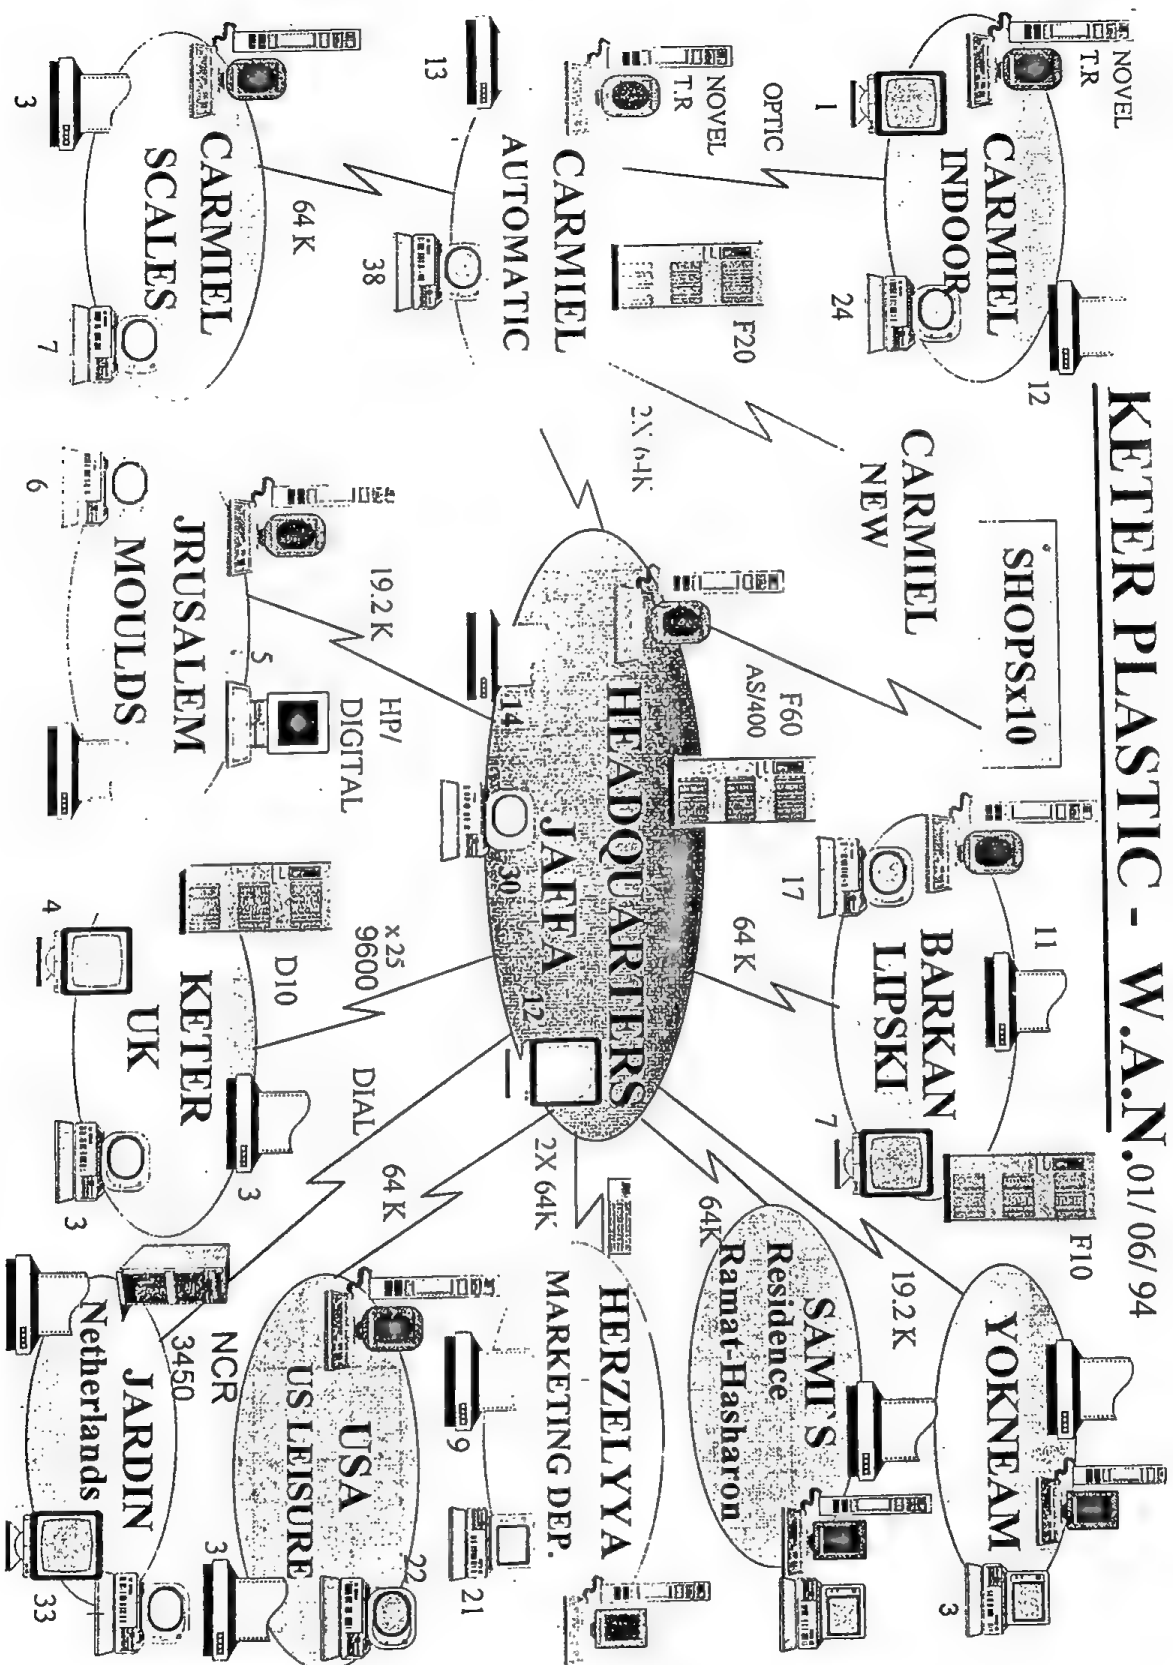 KETER PLASTIC - W.A.N. 01/06/94
NOVEL
T.R
1
CARMIEL
INDOOR
24
12
OPTIC
NOVEL
T.R
13
CARMIEL
AUTOMATIC
38
F20
64 K
3
CARMIEL
SCALES
7
CARMIEL
NEW
2X 64K
SHOPSx10
F60
AS/400
HEADQUARTERS
JAFFA
14
30
12
19.2 K
HP/
DIGITAL
5
JRUSALEM
MOULDS
6
17
11
BARKAN
LIPSKI
7
F10
64 K
x 25
9600
D10
KETER
UK
4
3
3
DIAL
64 K
2X 64K
64K
19.2 K
YOKNEAM
3
SAMI'S
Residence
Ramat-Hasharon
HERZELYYA
MARKETING DEP.
9
21
USA
US LEISURE
22
3
NCR
3450
JARDIN
Netherlands
33